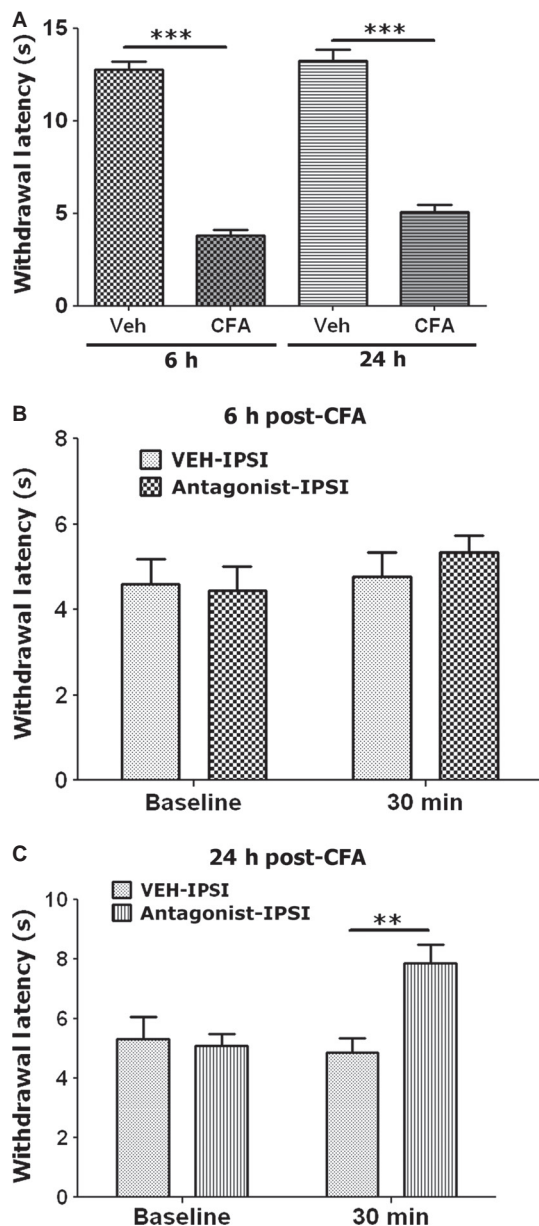 A
Withdrawal latency (s)
15
10
5
0
***
***
Veh
CFA
Veh
CFA
6 h
24 h
B
6 h post-CFA
Withdrawal latency (s)
8
6
4
2
0
VEH-IPSI
Antagonist-IPSI
Baseline
30 min
C
24 h post-CFA
Withdrawal latency (s)
10
8
6
4
2
0
VEH-IPSI
Antagonist-IPSI
**
Baseline
30 min